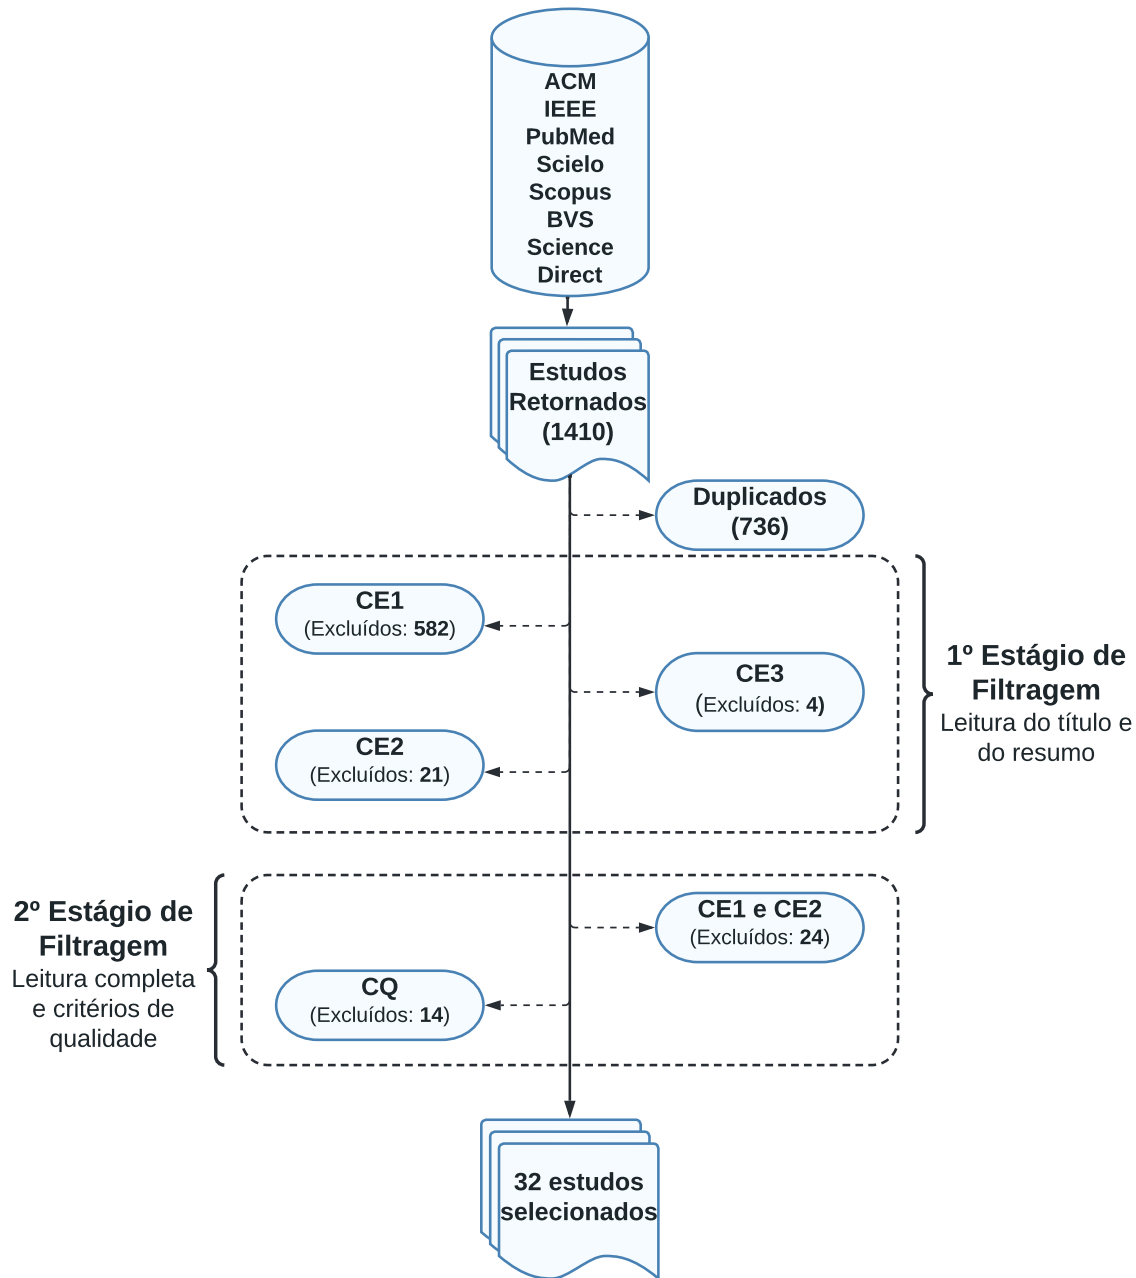 ACM
IEEE
PubMed
Scielo
Scopus
BVS
Science
Direct
Estudos
Retornados
(1410)
Duplicados
(736)
CE1
(Excluídos: 582)
CE3
(Excluídos: 4)
CE2
(Excluídos: 21)
1º Estágio de
Filtragem
Leitura do título e
do resumo
2º Estágio de
Filtragem
Leitura completa
e critérios de
qualidade
CE1 e CE2
(Excluídos: 24)
CQ
(Excluídos: 14)
32 estudos
selecionados